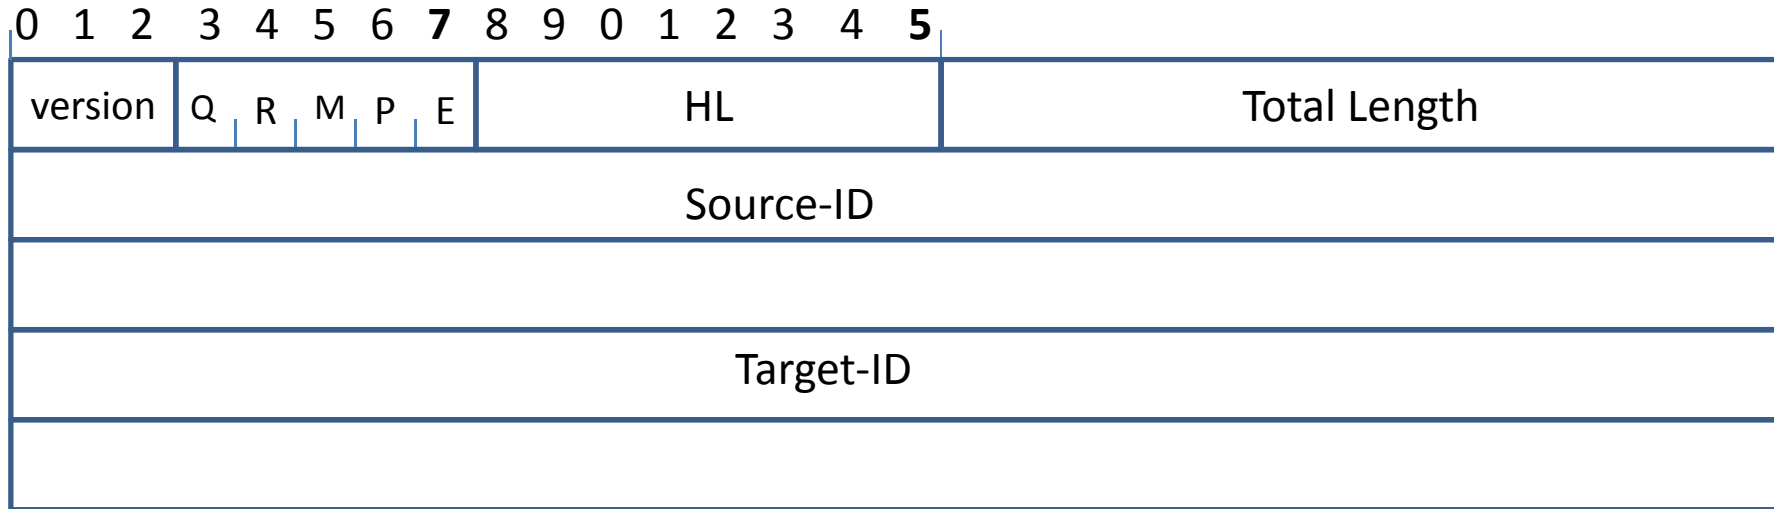 0 1 2 3 4 5 6 7 8 9 0 1 2 3 4 5
version Q R M P E HL Total Length
Source-ID
Target-ID